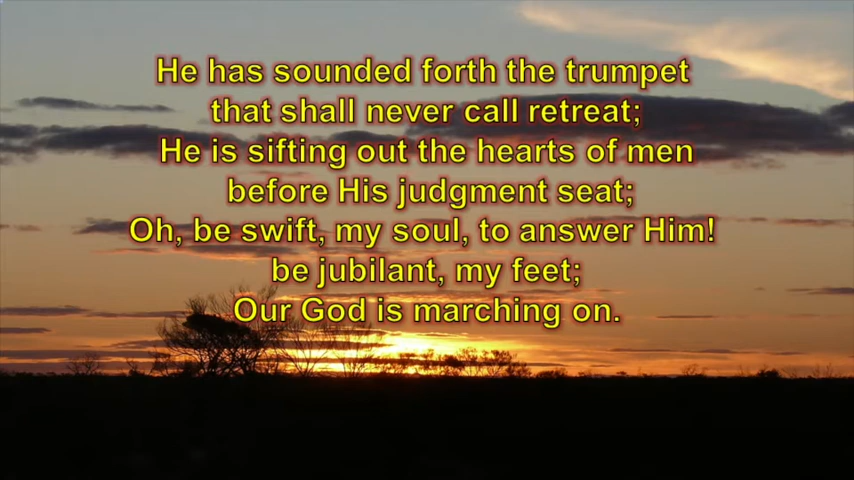 He has sounded forth the trumpet
that shall never call retreat;
He is sifting out the hearts of men
before His judgment seat;
Oh, be swift, my soul, to answer Him!
be jubilant, my feet;
Our God is marching on.